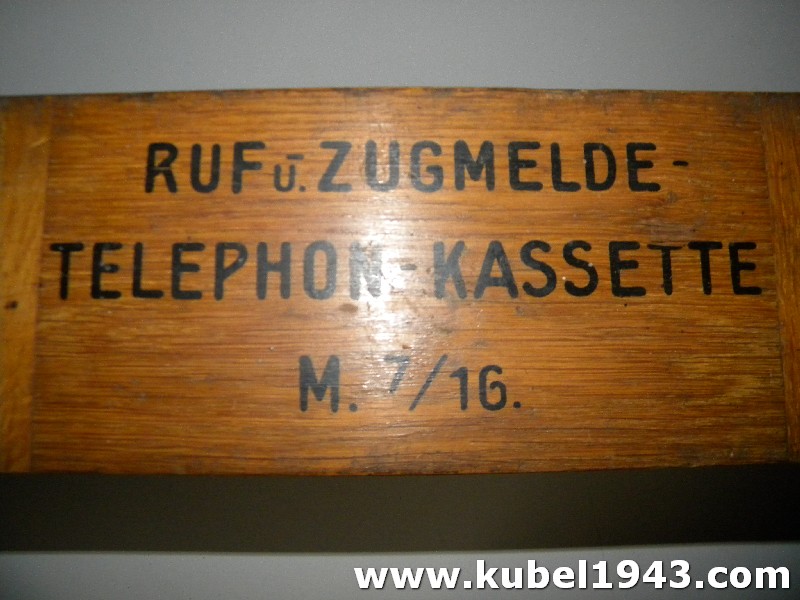 RUF u. ZUGMELDE-
TELEPHON-KASSETTE
M. 7/16.
www.kubel1943.com